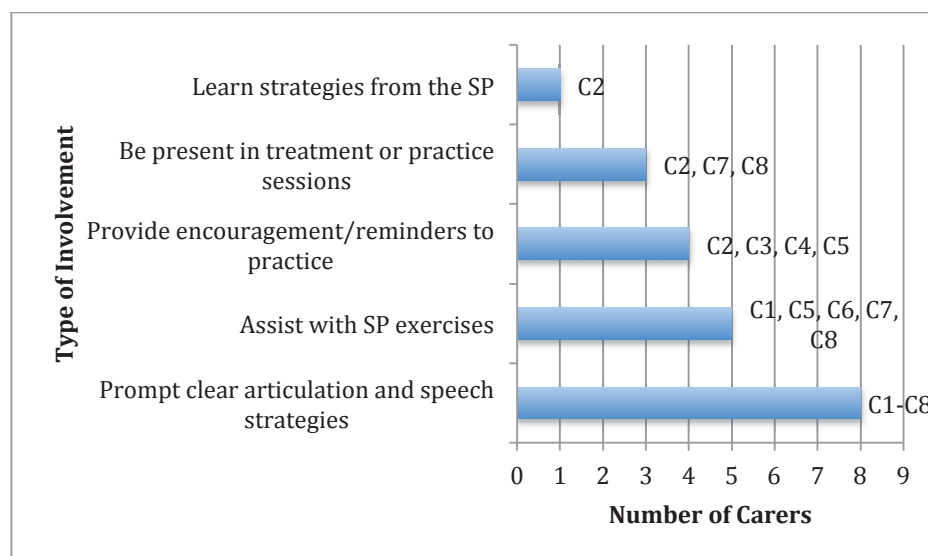 Type of Involvement
Learn strategies from the SP
C2
Be present in treatment or practice
sessions
C2, C7, C8
Provide encouragement/reminders to
practice
C2, C3, C4, C5
Assist with SP exercises
C1, C5, C6, C7,
C8
Prompt clear articulation and speech
strategies
C1-C8
0 1 2 3 4 5 6 7 8 9
Number of Carers